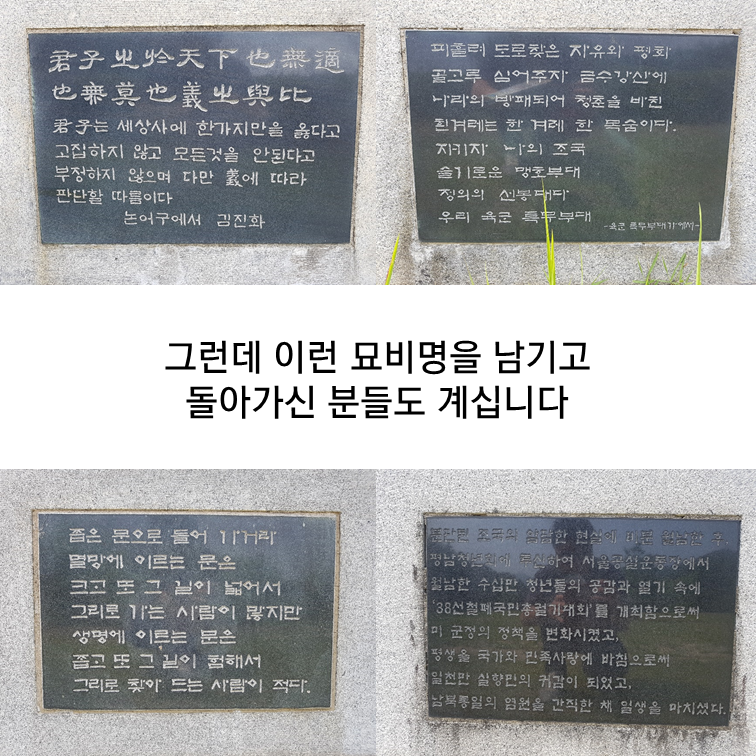 君子之於天下也無適
也無莫也義之與比
君子는 세상사에 한가지만을 옳다고
고집하지 않고 모든것을 안된다고
부정하지 않으며 다만 義에 따라
판단할 따름이다
논어구에서 김진화
피흘려 도로찾은 자유와 평화
골고루 심어주자 금수강산에
나라의 방패되어 청춘을 바친
흰겨레는 한 겨레 한 목숨이다.
지키자 나의 조국
슬기로운 맹호부대
정의의 선봉대다
우리 육군 특무부대
-육군 특무부대가에서-
그런데 이런 묘비명을 남기고
돌아가신 분들도 계십니다
좁은 문으로 들어 가거라
멸망에 이르는 문은
크고 또 그 길이 넓어서
그리로 가는 사람이 많지만
생명에 이르는 문은
좁고 또 그 길이 험해서
그리로 찾아 드는 사람이 적다.
분단된 조국의 암담한 현실에 비분 월남한 후,
평남청년회에 투신하여 서울공설운동장에서
월남한 수십만 청년들의 공감과 열기 속에
'38선철폐국민총궐기대회'를 개최함으로써
미 군정의 정책을 변화시켰고,
평생을 국가와 민족사랑에 바침으로써
일천만 실향민의 귀감이 되었고,
남북통일의 염원을 간직한 채 일생을 마치셨다.